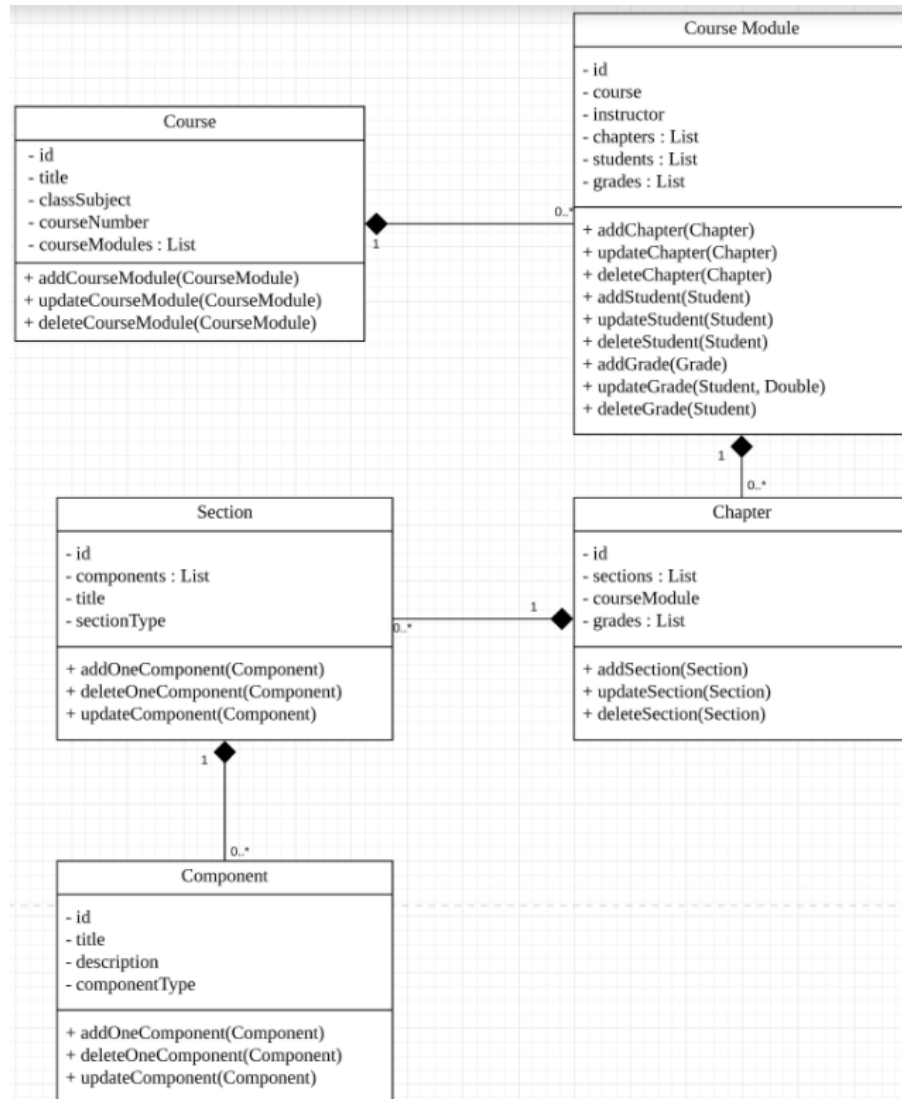 Course Module
- id
- course
- instructor
- chapters : List
- students : List
- grades : List
+ addChapter(Chapter)
+ updateChapter(Chapter)
+ deleteChapter(Chapter)
+ addStudent(Student)
+ updateStudent(Student)
+ deleteStudent(Student)
+ addGrade(Grade)
+ updateGrade(Student, Double)
+ deleteGrade(Student)
Course
- id
- title
- classSubject
- courseNumber
- courseModules : List
+ addCourseModule(CourseModule)
+ updateCourseModule(CourseModule)
+ deleteCourseModule(CourseModule)
1
0..*
1
0..*
Section
- id
- components : List
- title
- sectionType
+ addOneComponent(Component)
+ deleteOneComponent(Component)
+ updateComponent(Component)
0..*
1
Chapter
- id
- sections : List
- courseModule
- grades : List
+ addSection(Section)
+ updateSection(Section)
+ deleteSection(Section)
1
0..*
Component
- id
- title
- description
- componentType
+ addOneComponent(Component)
+ deleteOneComponent(Component)
+ updateComponent(Component)